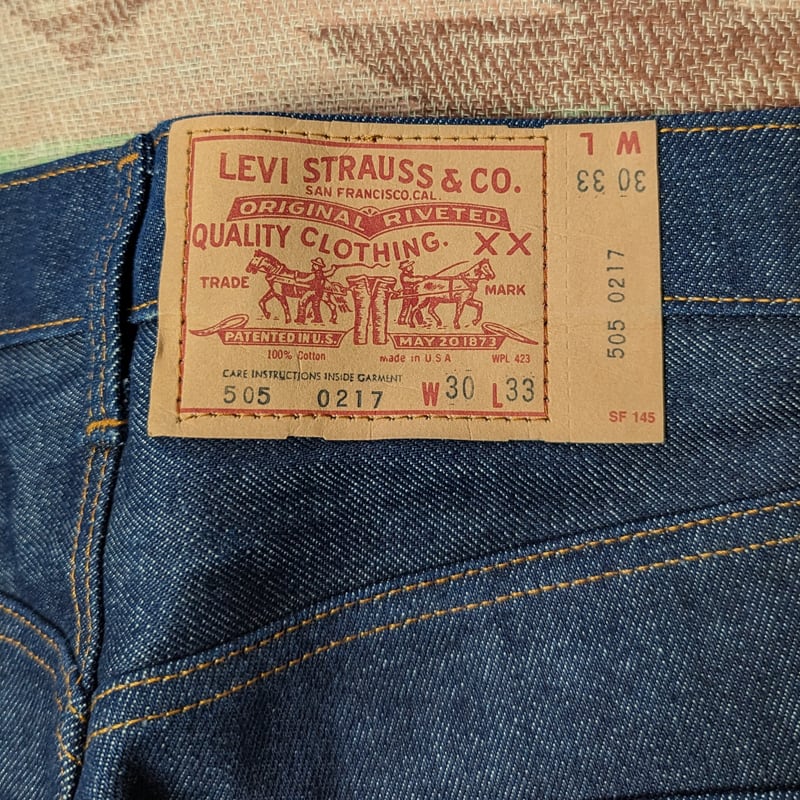 LEVI STRAUSS & CO.
SAN FRANCISCO, CAL.
ORIGINAL RIVETED
QUALITY CLOTHING. XX
TRADE MARK
PATENTED IN U.S. MAY 20 1873
100% Cotton made in U S A WPL 423
CARE INSTRUCTIONS INSIDE GARMENT
505 0217 W30 L33
W L
30 33
505 0217
SF 145